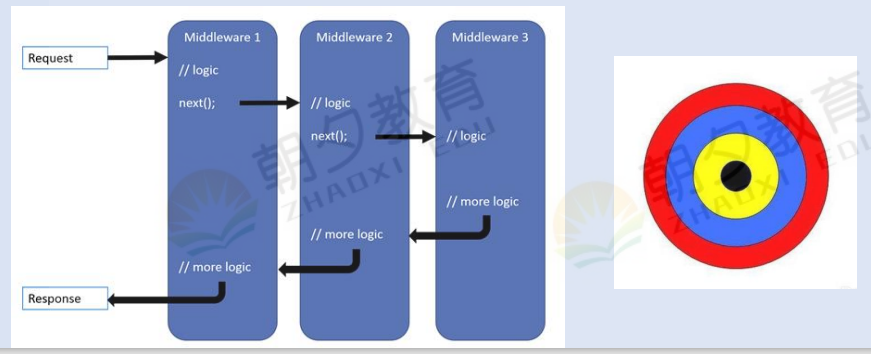 Middleware 1
Middleware 2
Middleware 3
Request
// logic
next();
// logic
next();
// logic
// more logic
// more logic
// more logic
Response
朝夕教育
ZHAOXI EDU
朝夕教育
ZHAOXI EDU